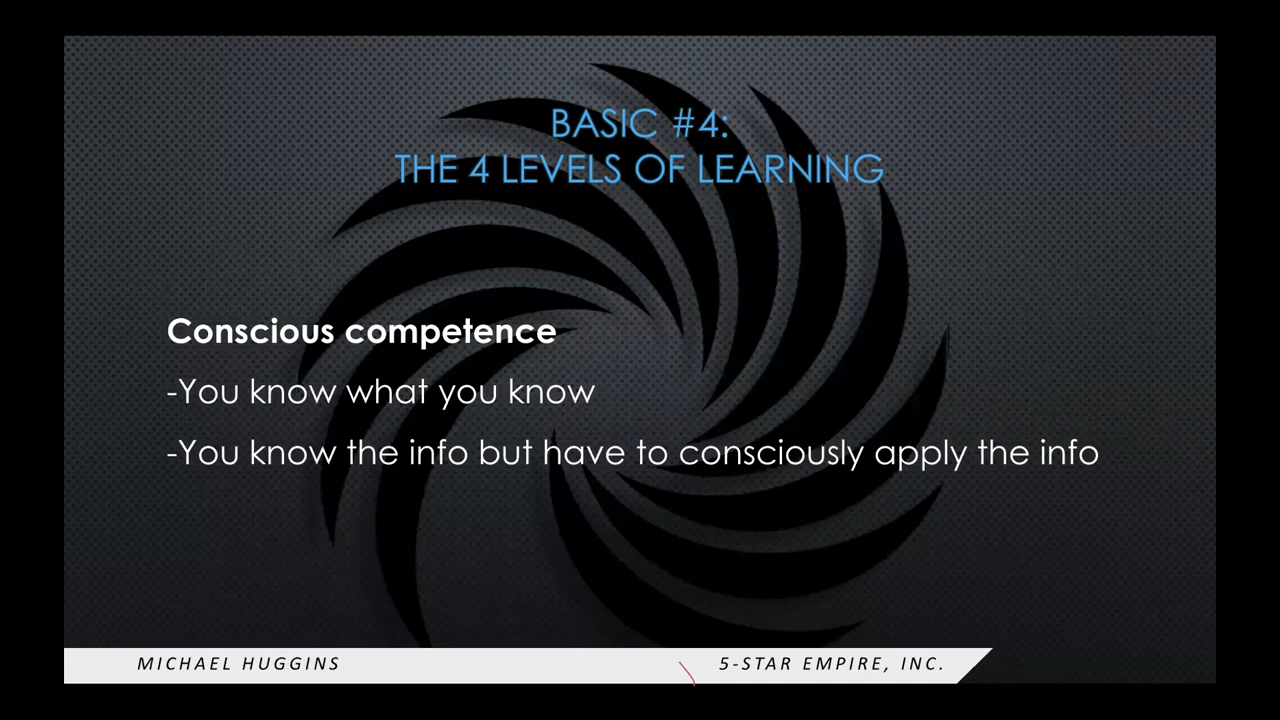 BASIC #4:
THE 4 LEVELS OF LEARNING
Conscious competence
-You know what you know
-You know the info but have to consciously apply the info
MICHAEL HUGGINS
5-STAR EMPIRE, INC.